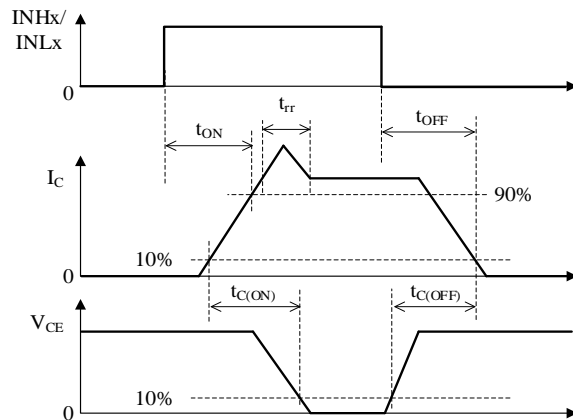 INHx/
INLx
0
trr
tON
tOFF
IC
90%
10%
0
tC(ON)
tC(OFF)
VCE
10%
0